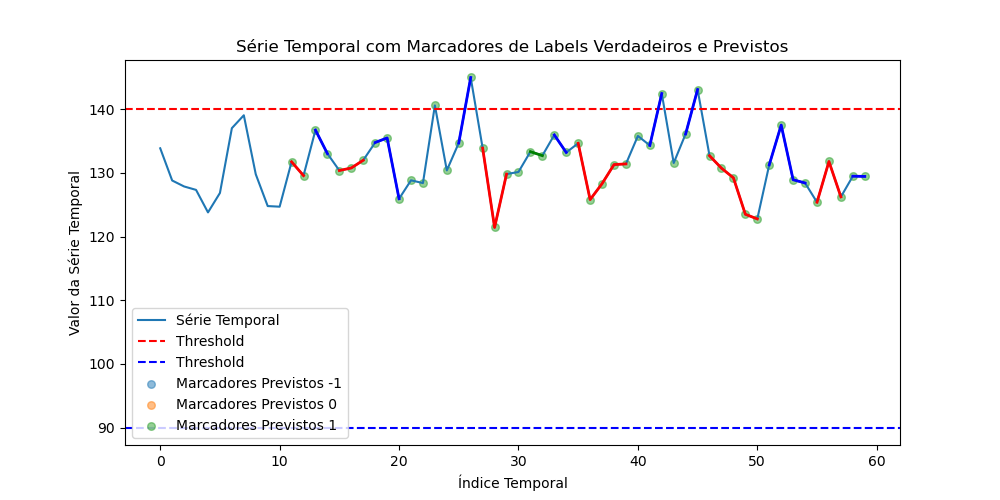 Série Temporal com Marcadores de Labels Verdadeiros e Previstos
Valor da Série Temporal
140
130
120
110
100
90
Série Temporal
Threshold
Threshold
Marcadores Previstos -1
Marcadores Previstos 0
Marcadores Previstos 1
0 10 20 30 40 50 60
Índice Temporal